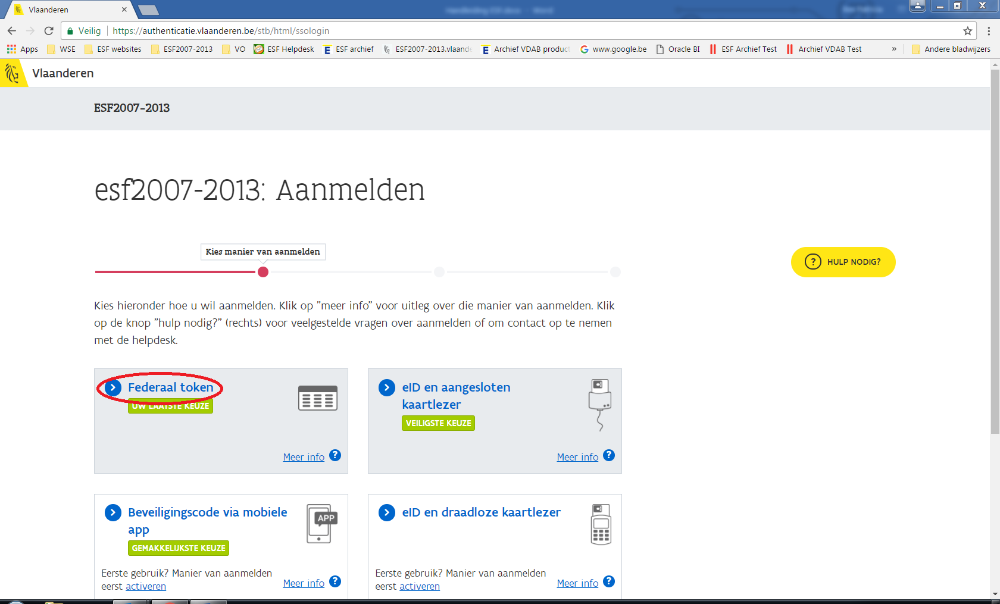 Vlaanderen
Veilig
https://authenticatie.vlaanderen.be/stb/html/ssologin
Apps
WSE
ESF websites
ESF2007-2013
VO
ESF Helpdesk
ESF archief
ESF2007-2013.vlaande
Archief VDAB product
www.google.be
Oracle BI
ESF Archief Test
Archief VDAB Test
»
Andere bladwijzers
Vlaanderen
ESF2007-2013
esf2007-2013: Aanmelden
Kies manier van aanmelden
? HULP NODIG?
Kies hieronder hoe u wil aanmelden. Klik op "meer info" voor uitleg over die manier van aanmelden. Klik
op de knop "hulp nodig?" (rechts) voor veelgestelde vragen over aanmelden of om contact op te nemen
met de helpdesk.
Federaal token
UW LAATSTE KEUZE
Meer info ?
eID en aangesloten
kaartlezer
VEILIGSTE KEUZE
Meer info ?
Beveiligingscode via mobiele
app
APP
GEMAKKELIJKSTE KEUZE
Eerste gebruik? Manier van aanmelden
eerst activeren
Meer info ?
eID en draadloze kaartlezer
Eerste gebruik? Manier van aanmelden
eerst activeren
Meer info ?